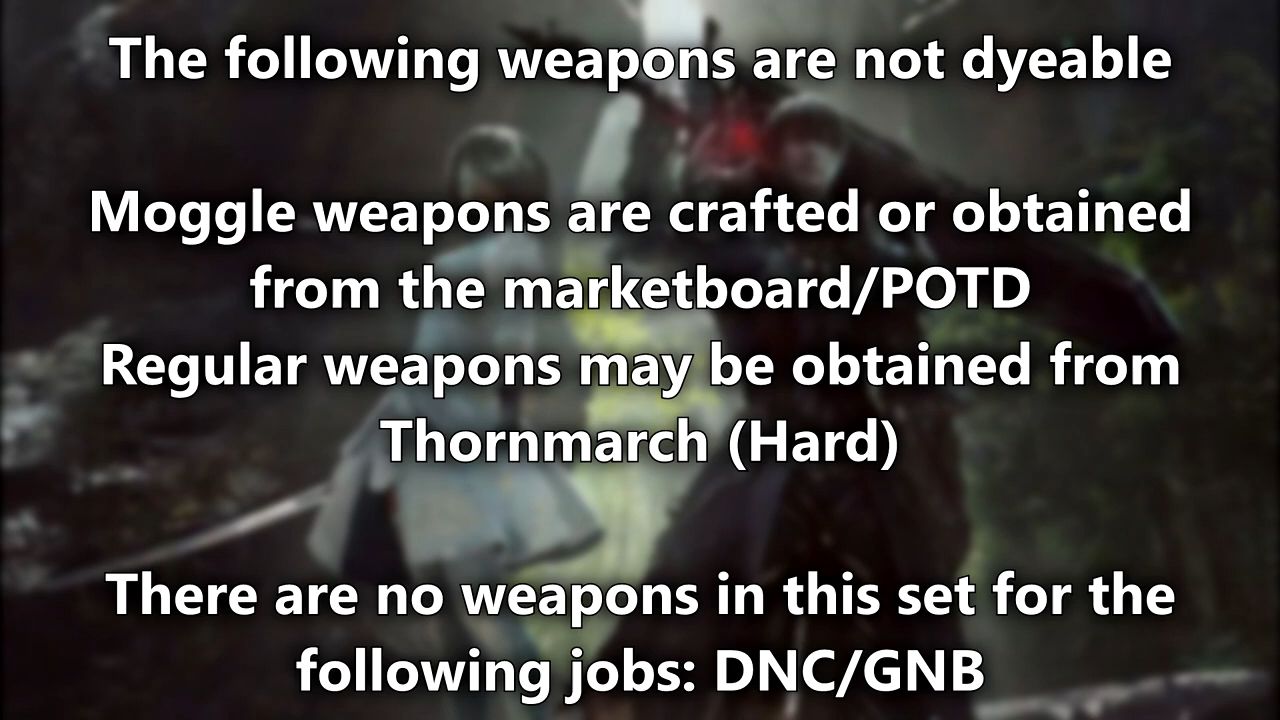 The following weapons are not dyeable
Moggle weapons are crafted or obtained
from the marketboard/POTD
Regular weapons may be obtained from
Thornmarch (Hard)
There are no weapons in this set for the
following jobs: DNC/GNB